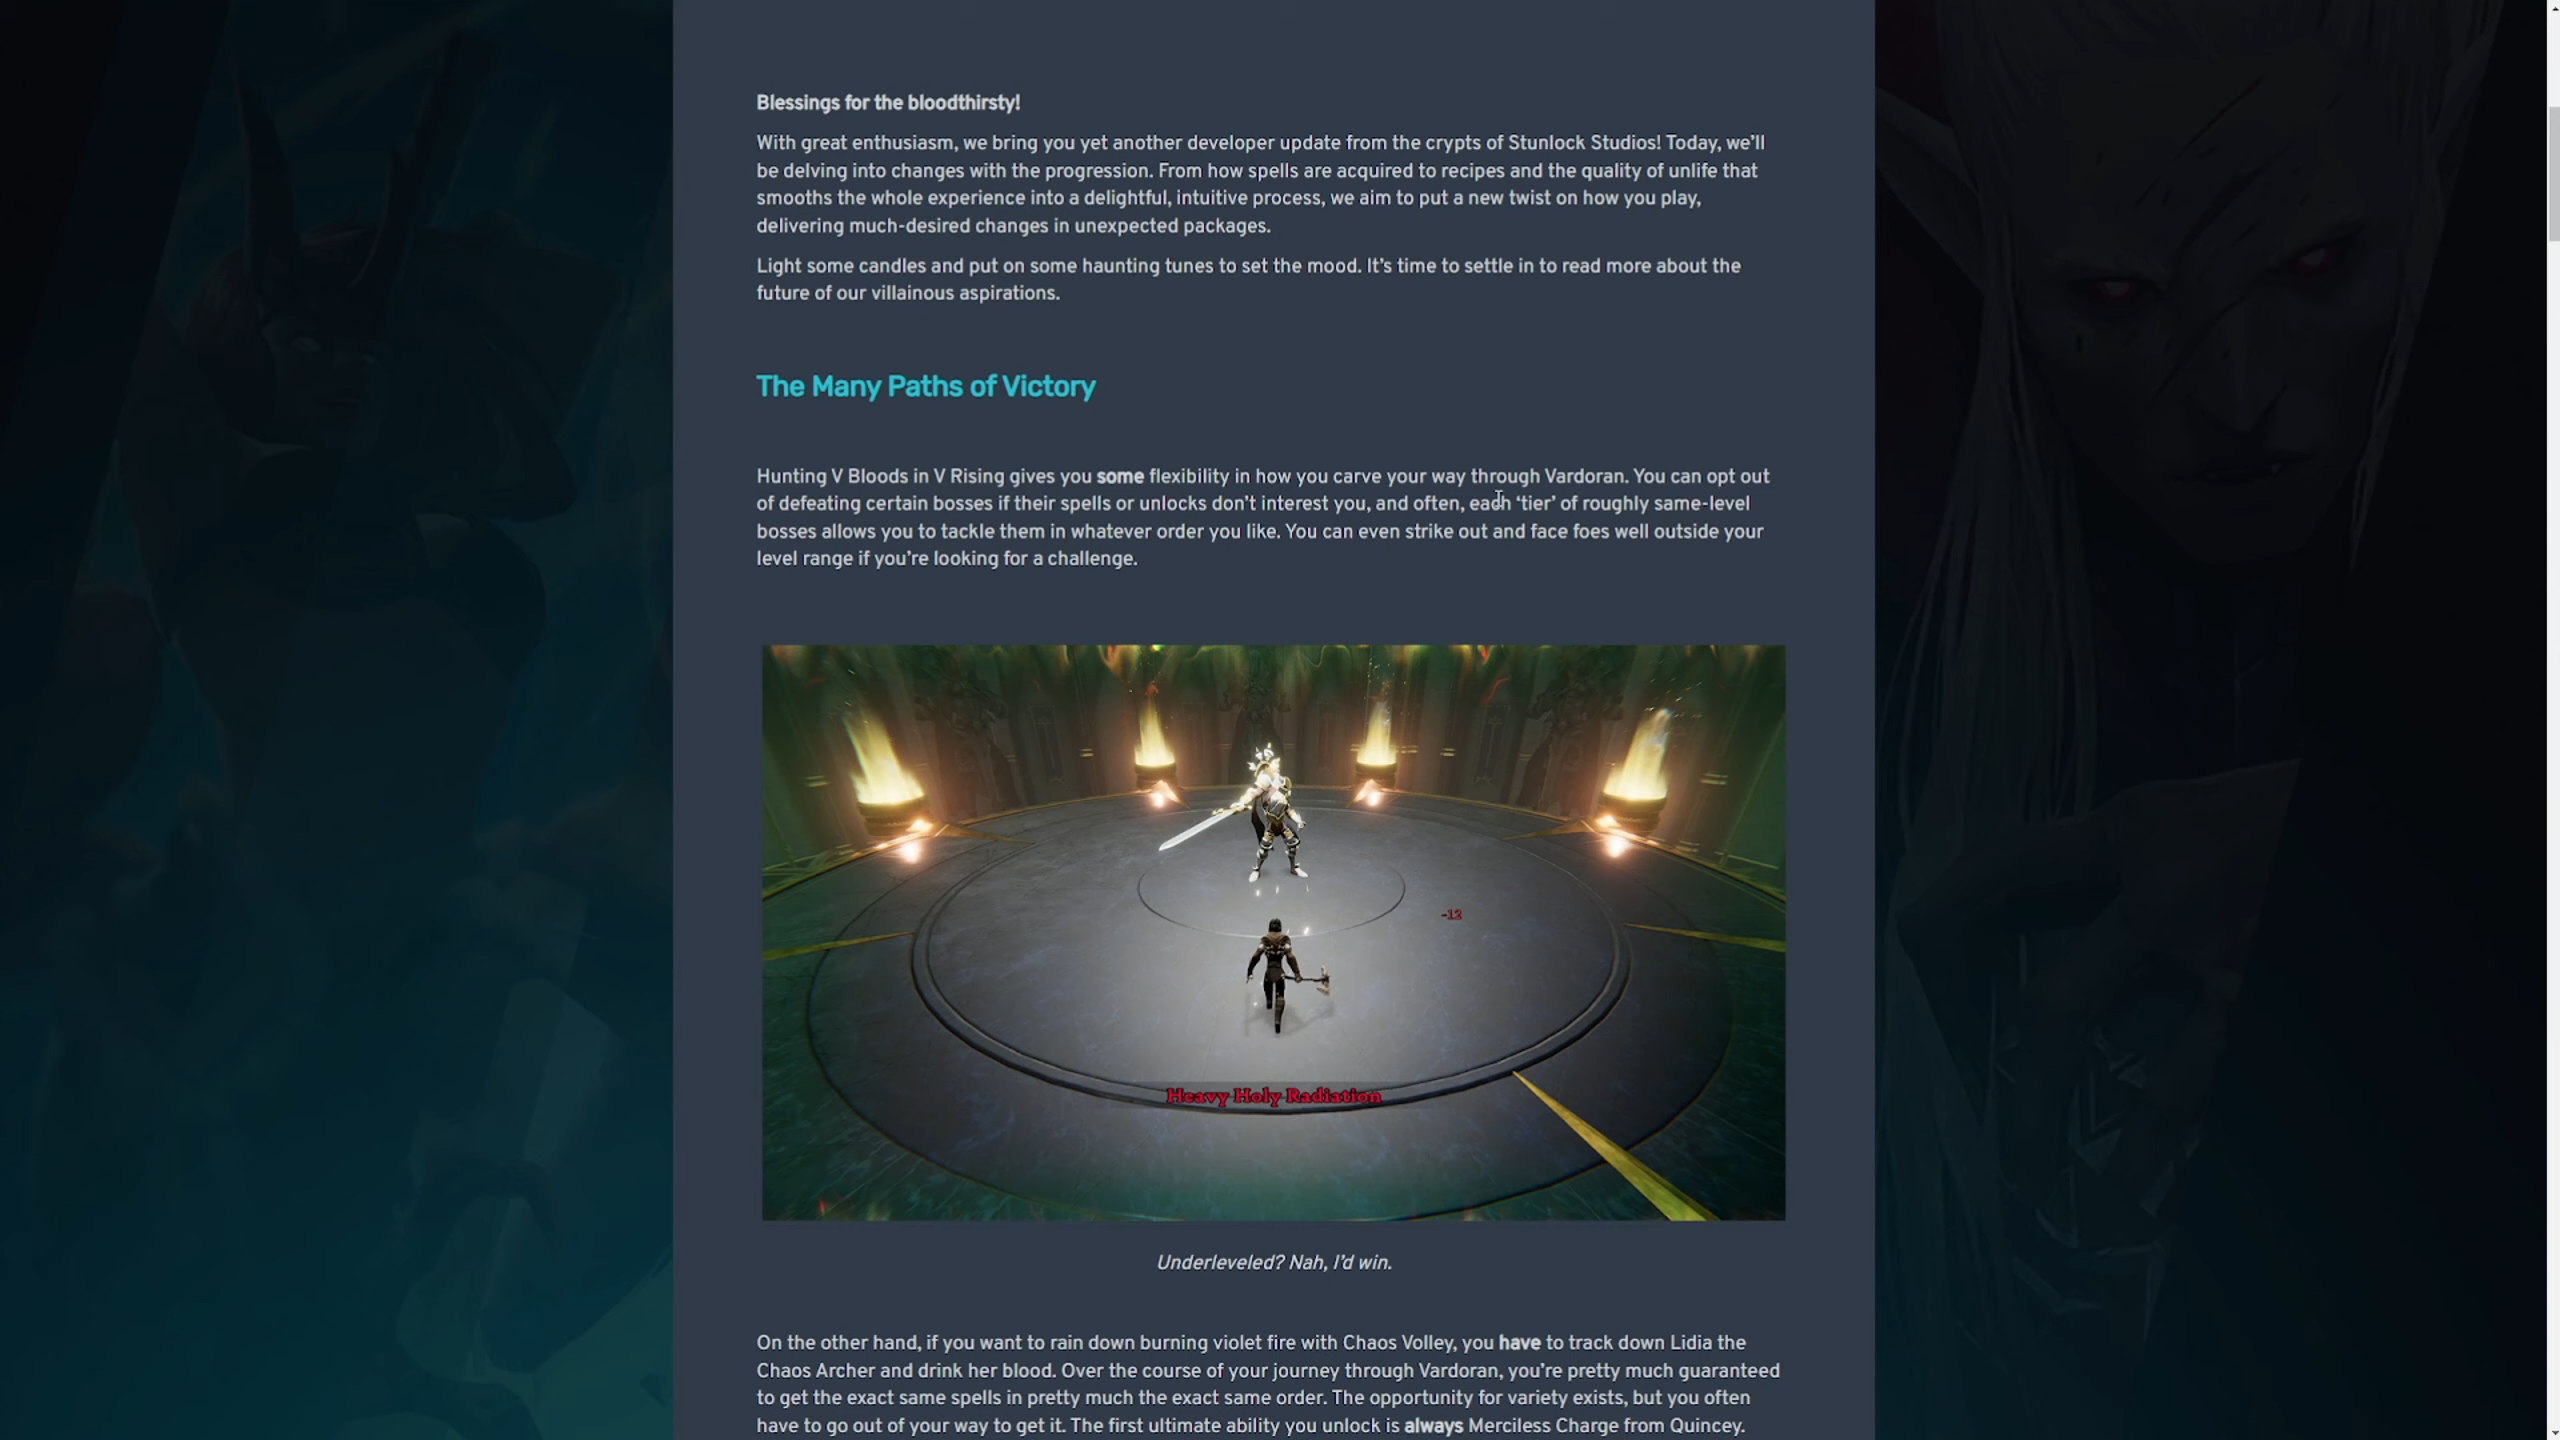 Blessings for the bloodthirsty!
With great enthusiasm, we bring you yet another developer update from the crypts of Stunlock Studios! Today, we’ll
be delving into changes with the progression. From how spells are acquired to recipes and the quality of unlife that
smooths the whole experience into a delightful, intuitive process, we aim to put a new twist on how you play,
delivering much-desired changes in unexpected packages.
Light some candles and put on some haunting tunes to set the mood. It’s time to settle in to read more about the
future of our villainous aspirations.
The Many Paths of Victory
Hunting V Bloods in V Rising gives you some flexibility in how you carve your way through Vardoran. You can opt out
of defeating certain bosses if their spells or unlocks don’t interest you, and often, each ‘tier’ of roughly same-level
bosses allows you to tackle them in whatever order you like. You can even strike out and face foes well outside your
level range if you’re looking for a challenge.
-12
Heavy Holy Radiation
Underleveled? Nah, I’d win.
On the other hand, if you want to rain down burning violet fire with Chaos Volley, you have to track down Lidia the
Chaos Archer and drink her blood. Over the course of your journey through Vardoran, you’re pretty much guaranteed
to get the exact same spells in pretty much the exact same order. The opportunity for variety exists, but you often
have to go out of your way to get it. The first ultimate ability you unlock is always Merciless Charge from Quincey.